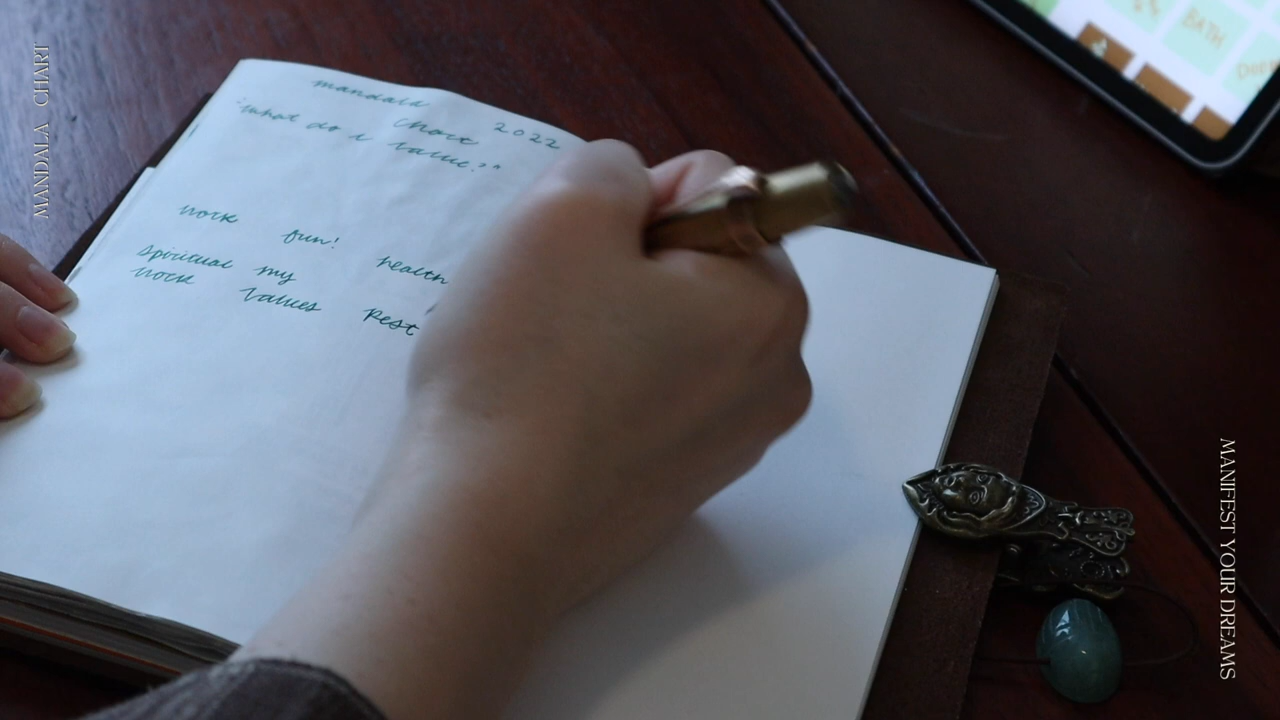 MANDALA CHART
mandala
chart 2022
"what do i value?"
work fun! health
spiritual my
work values Rest
BATH
MANIFEST YOUR DREAMS